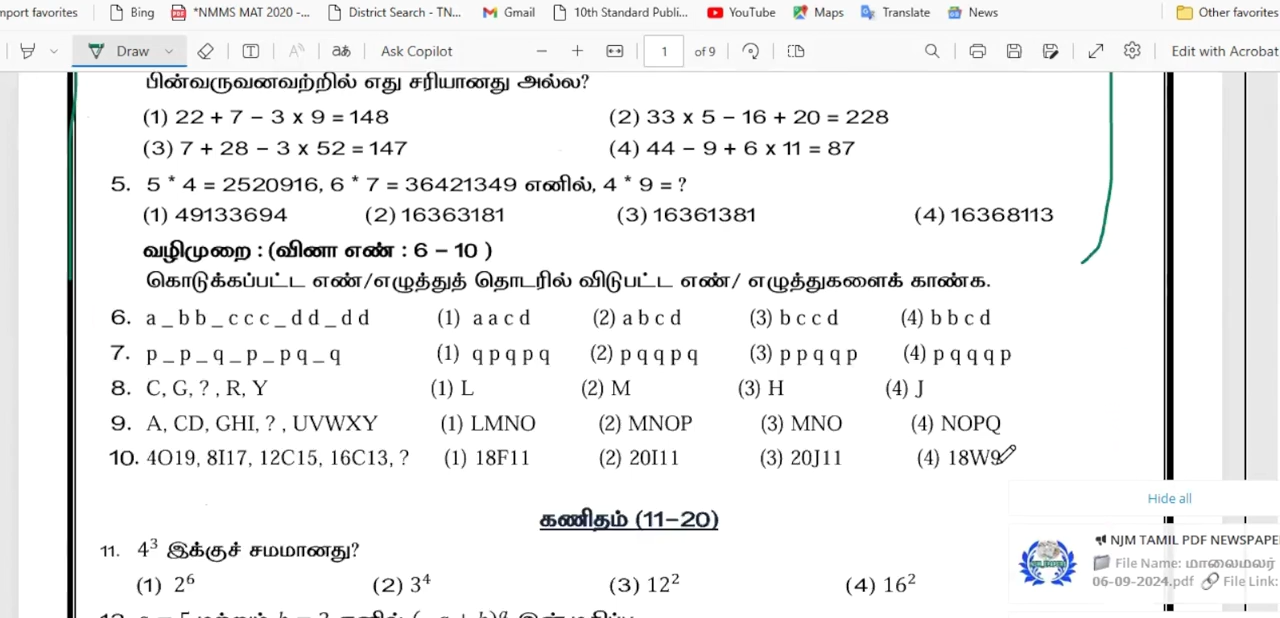 nport favorites Bing *NMMS MAT 2020 -... District Search - TN... Gmail 10th Standard Publi... YouTube Maps Translate News Other favorites
Draw T A aあ Ask Copilot 1 of 9 Edit with Acrobat
பின்வருவனவற்றில் எது சரியானது அல்ல?
(1) 22 + 7 − 3 x 9 = 148 (2) 33 x 5 − 16 + 20 = 228
(3) 7 + 28 − 3 x 52 = 147 (4) 44 − 9 + 6 x 11 = 87
5. 5 * 4 = 2520916, 6 * 7 = 36421349 எனில், 4 * 9 = ?
(1) 49133694 (2) 16363181 (3) 16361381 (4) 16368113
வழிமுறை : (வினா எண் : 6 – 10 )
கொடுக்கப்பட்ட எண்/எழுத்துத் தொடரில் விடுபட்ட எண்/ எழுத்துகளைக் காண்க.
6. a _ b b _ c c c _ d d _ d d (1) a a c d (2) a b c d (3) b c c d (4) b b c d
7. p _ p _ q _ p _ p q _ q (1) q p q p q (2) p q q p q (3) p p q q p (4) p q q q p
8. C, G, ? , R, Y (1) L (2) M (3) H (4) J
9. A, CD, GHI, ? , UVWXY (1) LMNO (2) MNOP (3) MNO (4) NOPQ
10. 4O19, 8I17, 12C15, 16C13, ? (1) 18F11 (2) 20I11 (3) 20J11 (4) 18W9
Hide all
கணிதம் (11–20)
NJM TAMIL PDF NEWSPAPE
11. 4³ இக்குச் சமமானது?
File Name: மாலைமலர்
06-09-2024.pdf File Link:
(1) 2⁶ (2) 3⁴ (3) 12² (4) 16²